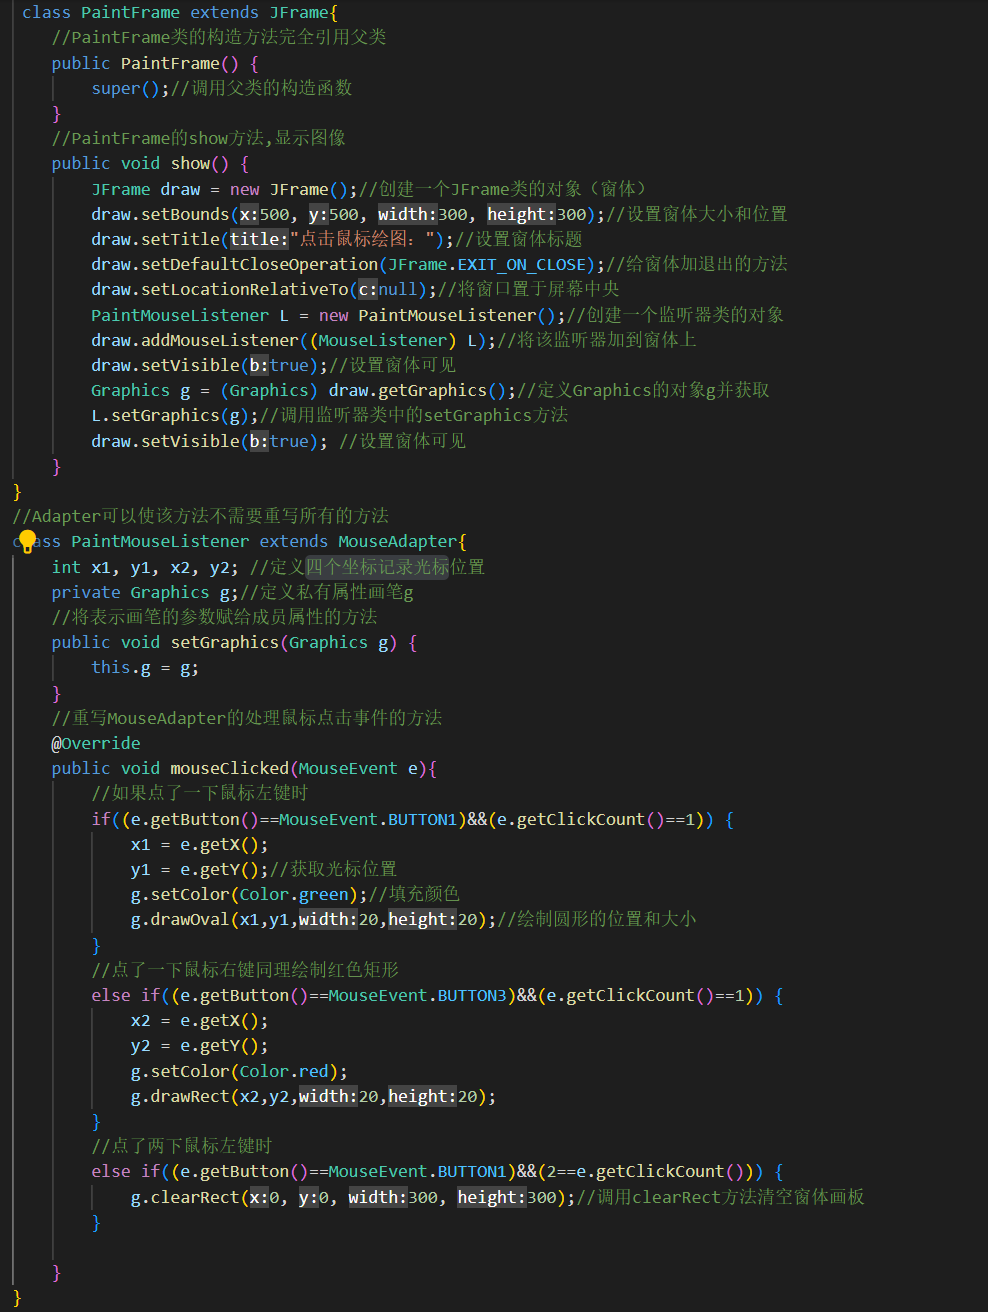 class PaintFrame extends JFrame{
//PaintFrame类的构造方法完全引用父类
public PaintFrame() {
super();//调用父类的构造函数
}
//PaintFrame的show方法,显示图像
public void show() {
JFrame draw = new JFrame();//创建一个JFrame类的对象（窗体）
draw.setBounds(x:500, y:500, width:300, height:300);//设置窗体大小和位置
draw.setTitle(title:"点击鼠标绘图：");//设置窗体标题
draw.setDefaultCloseOperation(JFrame.EXIT_ON_CLOSE);//给窗体加退出的方法
draw.setLocationRelativeTo(c:null);//将窗口置于屏幕中央
PaintMouseListener L = new PaintMouseListener();//创建一个监听器类的对象
draw.addMouseListener((MouseListener) L);//将该监听器加到窗体上
draw.setVisible(b:true);//设置窗体可见
Graphics g = (Graphics) draw.getGraphics();//定义Graphics的对象g并获取
L.setGraphics(g);//调用监听器类中的setGraphics方法
draw.setVisible(b:true); //设置窗体可见
}
}
//Adapter可以使该方法不需要重写所有的方法
class PaintMouseListener extends MouseAdapter{
int x1, y1, x2, y2; //定义四个坐标记录光标位置
private Graphics g;//定义私有属性画笔g
//将表示画笔的参数赋给成员属性的方法
public void setGraphics(Graphics g) {
this.g = g;
}
//重写MouseAdapter的处理鼠标点击事件的方法
@Override
public void mouseClicked(MouseEvent e){
//如果点了一下鼠标左键时
if((e.getButton()==MouseEvent.BUTTON1)&&(e.getClickCount()==1)) {
x1 = e.getX();
y1 = e.getY();//获取光标位置
g.setColor(Color.green);//填充颜色
g.drawOval(x1,y1,width:20,height:20);//绘制圆形的位置和大小
}
//点了一下鼠标右键同理绘制红色矩形
else if((e.getButton()==MouseEvent.BUTTON3)&&(e.getClickCount()==1)) {
x2 = e.getX();
y2 = e.getY();
g.setColor(Color.red);
g.drawRect(x2,y2,width:20,height:20);
}
//点了两下鼠标左键时
else if((e.getButton()==MouseEvent.BUTTON1)&&(2==e.getClickCount())) {
g.clearRect(x:0, y:0, width:300, height:300);//调用clearRect方法清空窗体画板
}
}
}